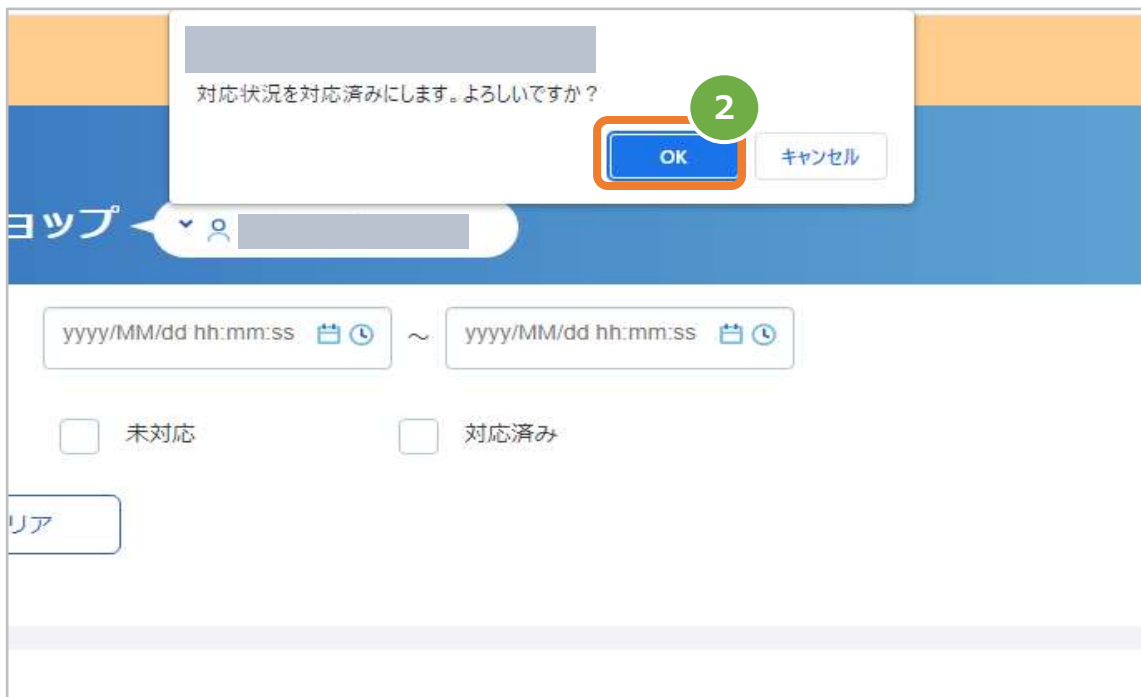 対応状況を対応済みにします。よろしいですか？
2
OK キャンセル
ョップ
yyyy/MM/dd hh:mm:ss ～ yyyy/MM/dd hh:mm:ss
未対応 対応済み
リア